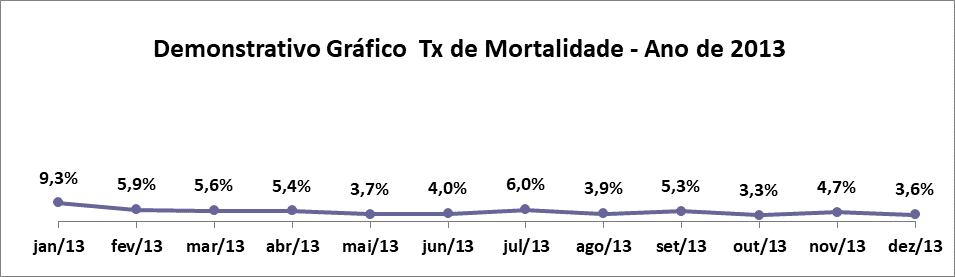 Demonstrativo Gráfico  Tx de Mortalidade - Ano de 2013
9,3% 5,9% 5,6% 5,4% 3,7% 4,0% 6,0% 3,9% 5,3% 3,3% 4,7% 3,6%
jan/13 fev/13 mar/13 abr/13 mai/13 jun/13 jul/13 ago/13 set/13 out/13 nov/13 dez/13